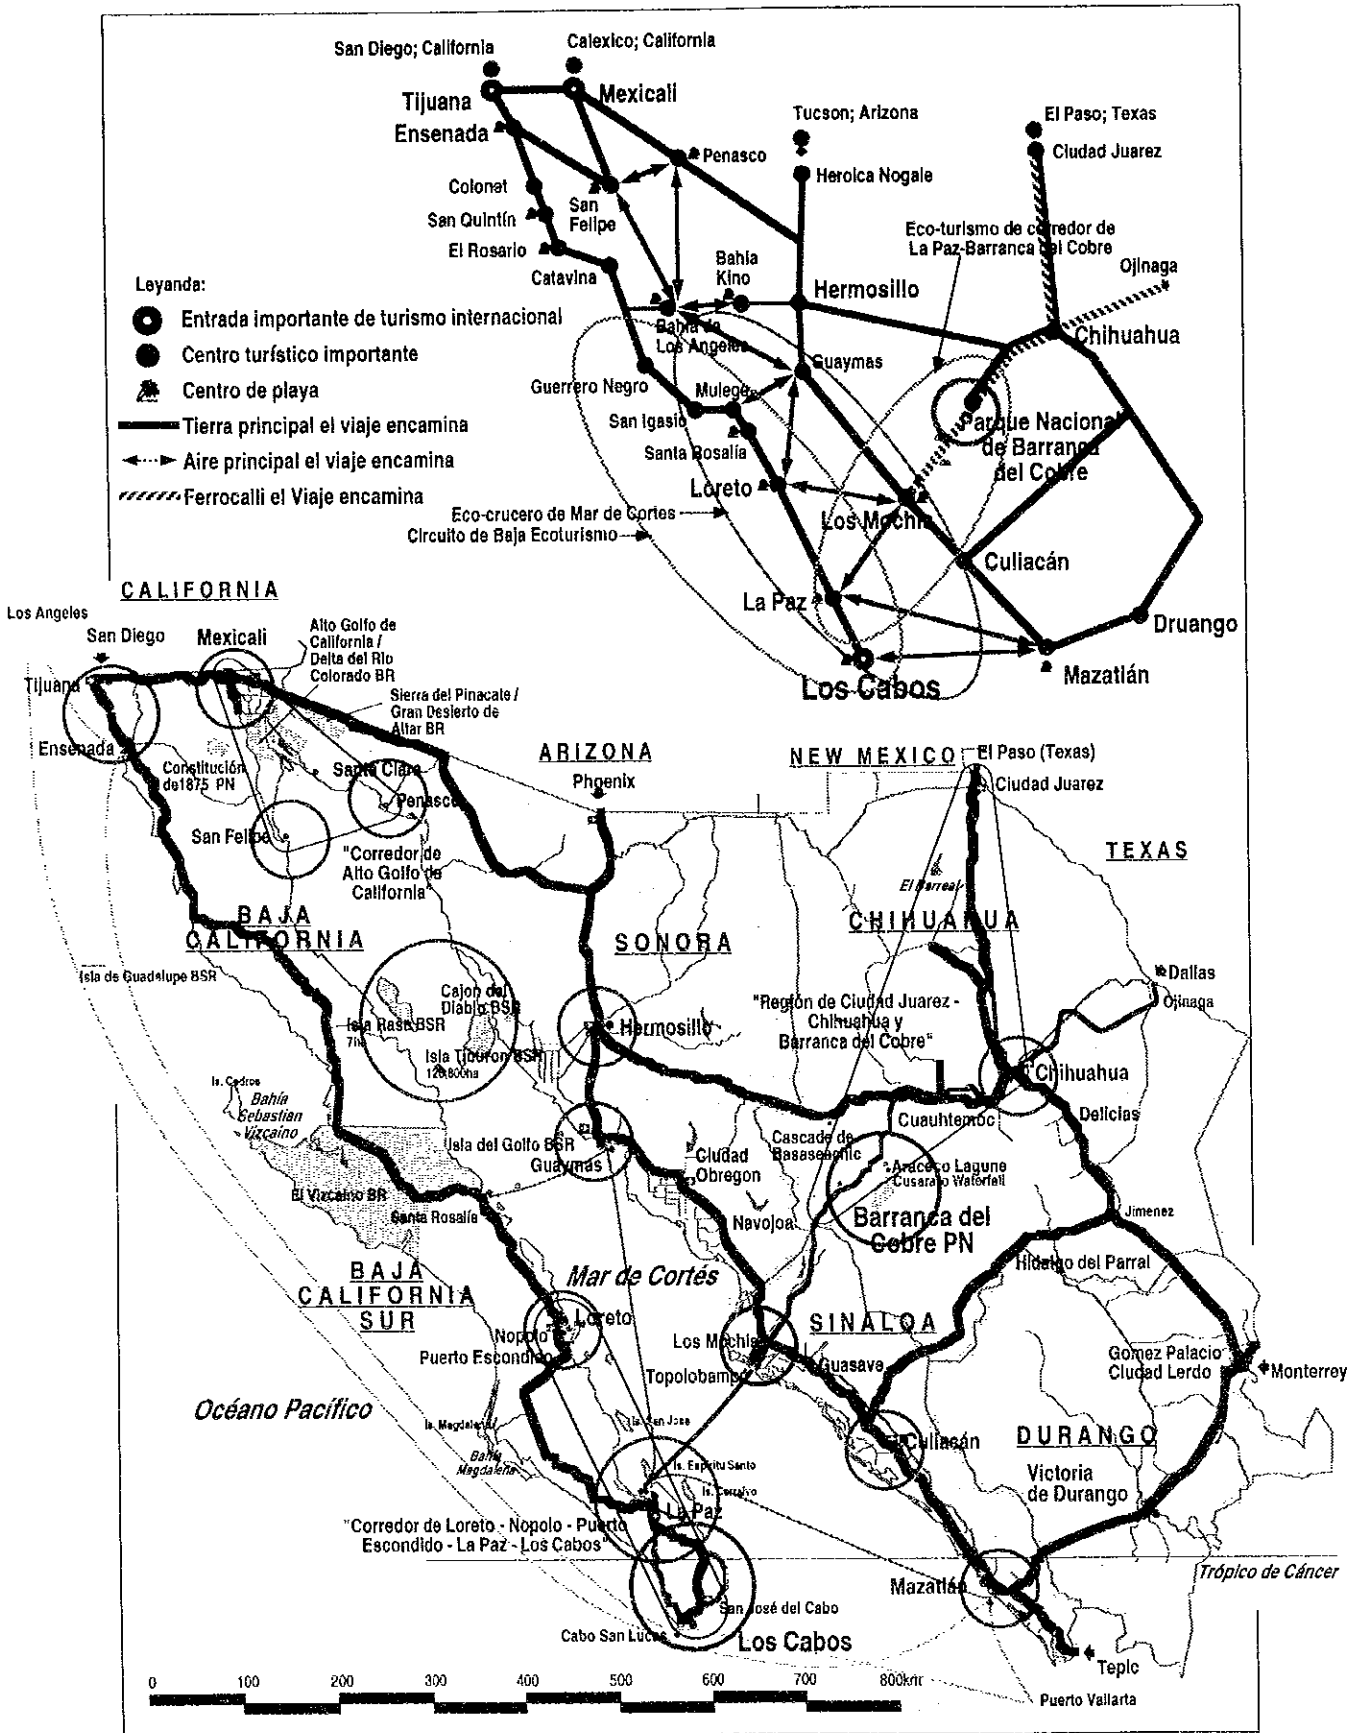 San Diego; California
Calexico; California
Tijuana
Mexicali
Ensenada
Tucson; Arizona
El Paso; Texas
Penasco
Ciudad Juarez
Heroica Nogale
Colonet
San
Felipe
San Quintín
El Rosario
Eco-turismo de corredor de
La Paz-Barranca del Cobre
Catavina
Bahia
Kino
Ojinaga
Leyanda:
Hermosillo
Entrada importante de turismo internacional
Bahía de
Los Angeles
Chihuahua
Centro turístico importante
Guaymas
Centro de playa
Guerrero Negro
Mulege
San Igasio
Parque Nacional
de Barranca
del Cobre
Tierra principal el viaje encamina
Santa Rosalía
Aire principal el viaje encamina
Loreto
Ferrocalli el Viaje encamina
Eco-crucero de Mar de Cortes
Los Mochis
Circuito de Baja Ecoturismo
Culiacán
La Paz
Druango
Mazatlán
Los Cabos
CALIFORNIA
Los Angeles
San Diego
Mexicali
Alto Golfo de
California /
Delta del Rio
Colorado BR
Tijuana
Sierra del Pinacate /
Gran Desierto de
Altar BR
Ensenada
ARIZONA
NEW MEXICO
El Paso (Texas)
Constitución
de1875 PN
Santa Clara
Phoenix
Ciudad Juarez
Penasco
San Felipe
"Corredor de
Alto Golfo de
California"
TEXAS
El Barreal
BAJA
CALIFORNIA
SONORA
CHIHUAHUA
Isla de Guadalupe BSR
Cajon del
Diablo BSR
Dallas
Ojinaga
"Región de Ciudad Juarez -
Chihuahua y
Barranca del Cobre"
Isla Rasa BSR
Hermosillo
Isla Tiburon BSR
120,800ha
Is. Cedros
Bahía
Sebastian
Vizcaino
Chihuahua
Delicias
Cuauhtemoc
Isla del Golfo BSR
Guaymas
Ciudad
Obregon
Cascade de
Basaseachic
Arareco Lagune
Cusararo Waterfall
El Vizcaino BR
Santa Rosalía
Navojoa
Barranca del
Cobre PN
Jimenez
Hidalgo del Parral
BAJA
CALIFORNIA
SUR
Mar de Cortés
Nopolo
Loreto
Puerto Escondido
Los Mochis
SINALOA
Topolobampo
Guasave
Gomez Palacio
Ciudad Lerdo
Monterrey
Océano Pacífico
Is. Magdalena
Is. San Jose
Culiacán
DURANGO
Bahía
Magdalena
Is. Espiritu Santo
Is. Cerralvo
Victoria
de Durango
La Paz
"Corredor de Loreto - Nopolo - Puerto
Escondido - La Paz - Los Cabos"
Trópico de Cáncer
Mazatlán
San José del Cabo
Cabo San Lucas
Los Cabos
Tepic
0 100 200 300 400 500 600 700 800km
Puerto Vallarta